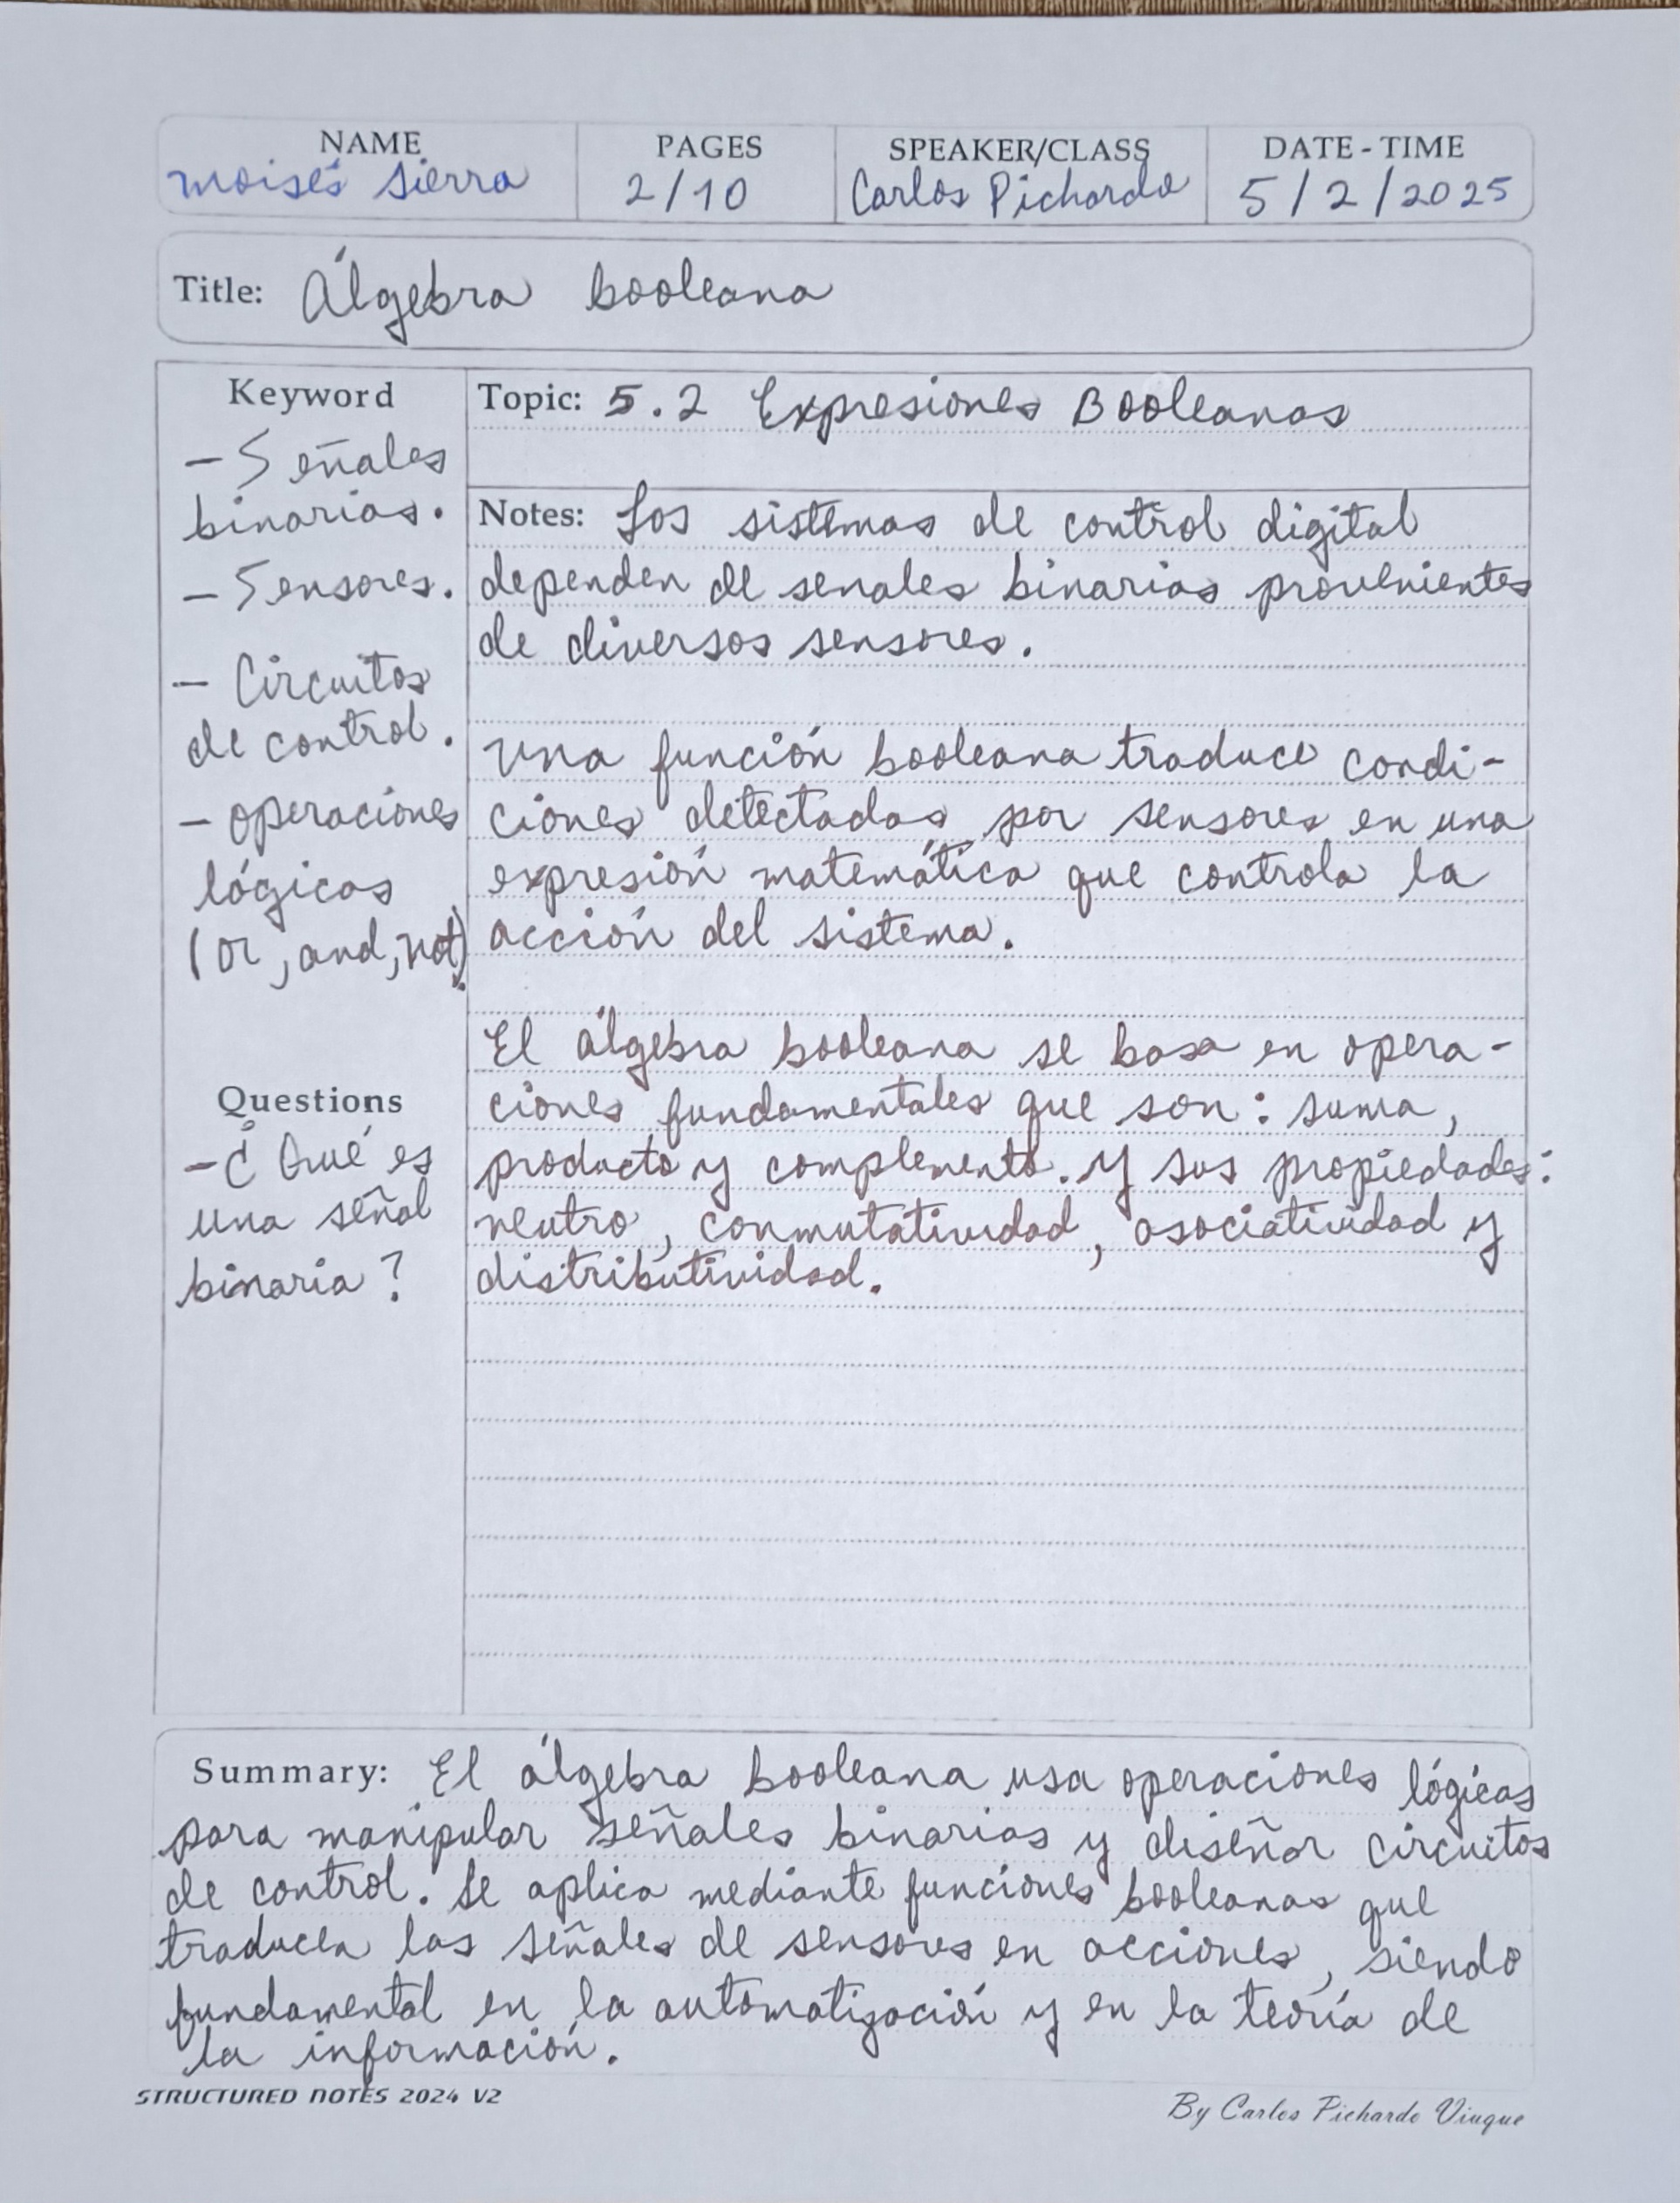 NAME
PAGES
SPEAKER/CLASS
DATE - TIME
Moisés Sierra
2/10
Carlos Pichardo
5/2/2025
Title: Álgebra booleana
Keyword
- Señales
binarias.
- Sensores.
- Circuitos
de control.
- operaciones
lógicas
(or, and, not).
Questions
- ¿Qué es
una señal
binaria?
Topic: 5.2 Expresiones Booleanas
Notes: Los sistemas de control digital
dependen de senales binarias provenientes
de diversos sensores.
Una función booleana traduce condi-
ciones detectadas por sensores en una
expresión matemática que controla la
acción del sistema.
El álgebra booleana se basa en opera-
ciones fundamentales que son: suma,
producto y complemento. Y sus propiedades:
neutro, conmutatividad, asociatividad y
distributividad.
Summary: El álgebra booleana usa operaciones lógicas
para manipular señales binarias y diseñar circuitos
de control. Se aplica mediante funciones booleanas que
traducen las señales de sensores en acciones, siendo
fundamental en la automatización y en la teoría de
la información.
STRUCTURED NOTES 2024 V2
By Carlos Pichardo Viuque